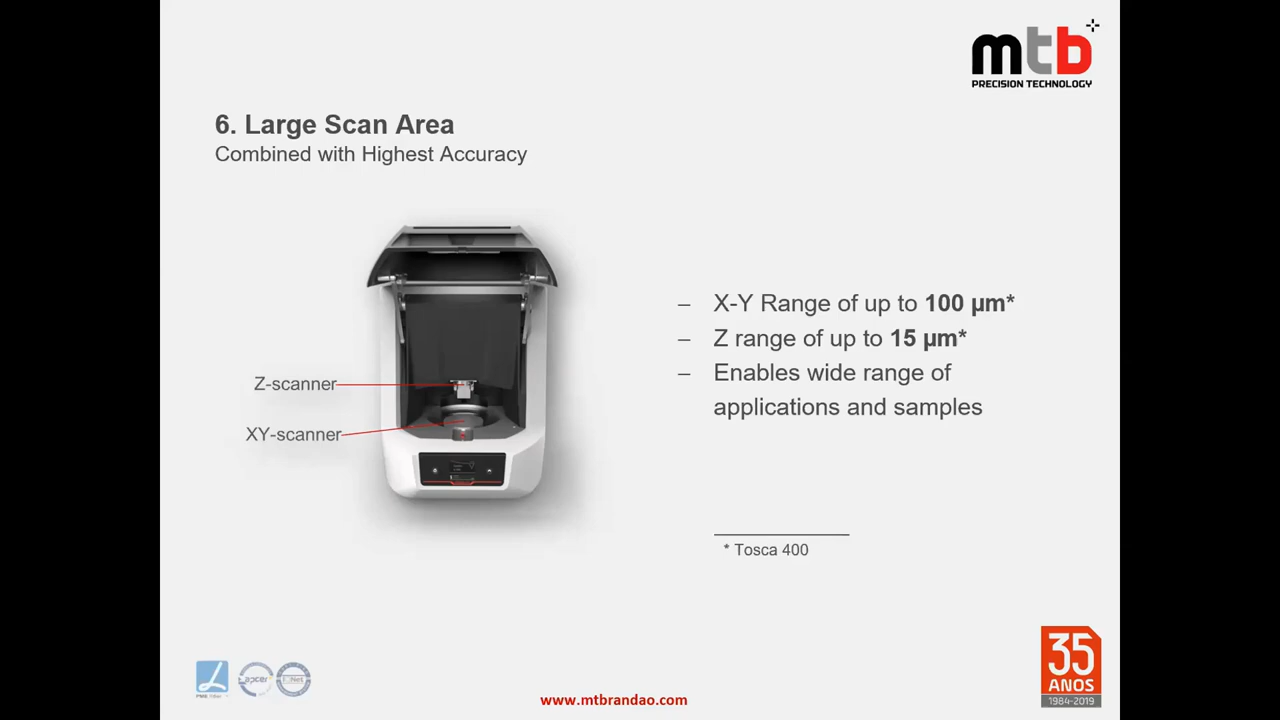 mtb
PRECISION TECHNOLOGY
6. Large Scan Area
Combined with Highest Accuracy
Z-scanner
XY-scanner
– X-Y Range of up to 100 µm*
– Z range of up to 15 µm*
– Enables wide range of
applications and samples
* Tosca 400
apcer
www.mtbrandao.com
35
ANOS
1984-2019